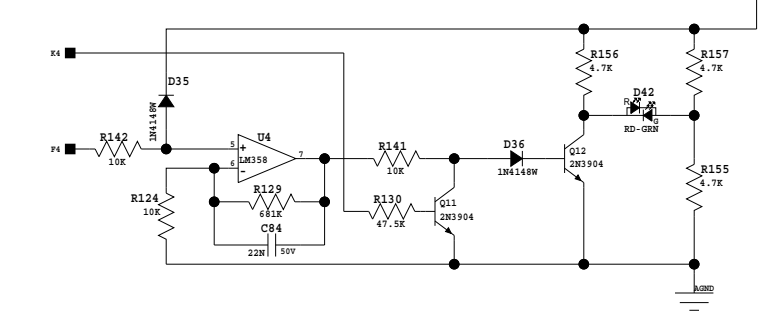 K4
F4
R142
10K
1N4148W
D35
R124
10K
5
+
6
-
U4
LM358
7
R129
681K
C84
22N
50V
R141
10K
R130
47.5K
Q11
2N3904
D36
1N4148W
Q12
2N3904
R156
4.7K
D42
R
G
RD-GRN
R157
4.7K
R155
4.7K
AGND